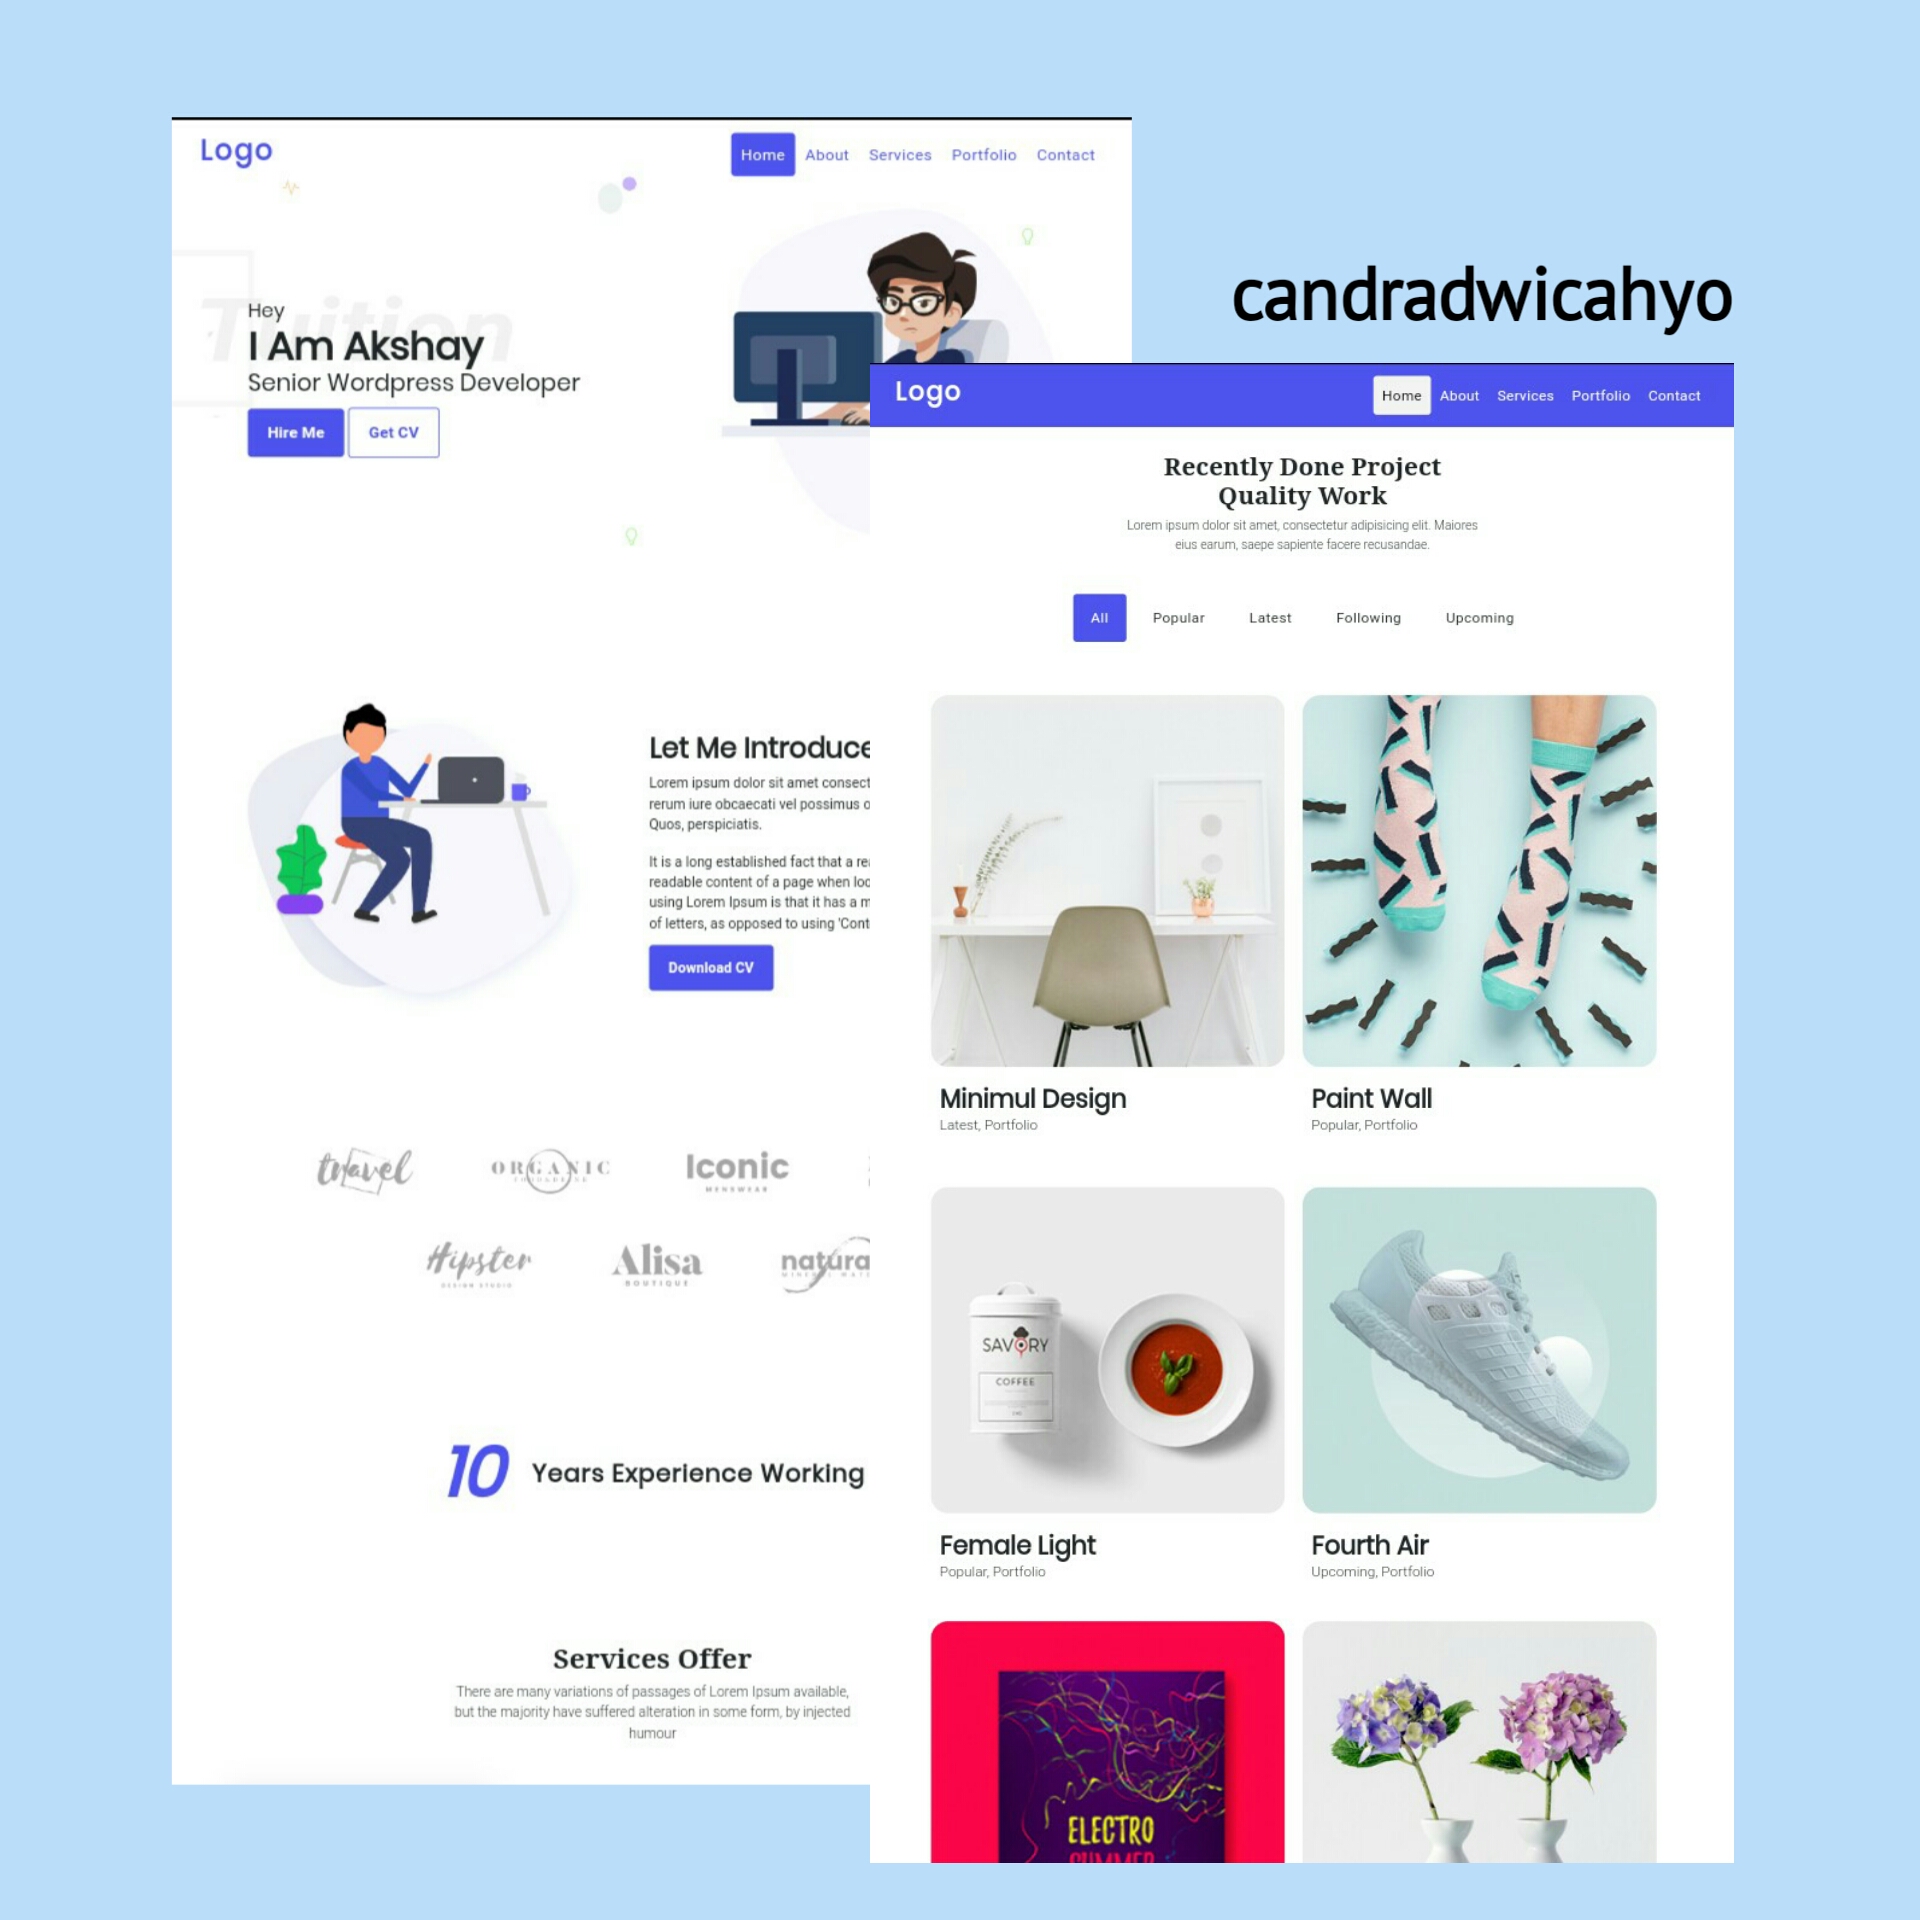 Logo
Home About Services Portfolio Contact
Tuition
Hey
I Am Akshay
Senior Wordpress Developer
Hire Me Get CV
Let Me Introduce
Lorem ipsum dolor sit amet consect
rerum iure obcaecati vel possimus
Quos, perspiciatis.
It is a long established fact that a
readable content of a page when
using Lorem Ipsum is that it has a
of letters, as opposed to using 'Cont
Download CV
travel
ORGANIC
Iconic
MENSWEAR
Hipster
DESIGN STUDIO
Alisa
BOUTIQUE
natura
10 Years Experience Working
Services Offer
There are many variations of passages of Lorem Ipsum available,
but the majority have suffered alteration in some form, by injected
humour
candradwicahyo
Logo
Home About Services Portfolio Contact
Recently Done Project
Quality Work
Lorem ipsum dolor sit amet, consectetur adipisicing elit. Maiores
eius earum, saepe sapiente facere recusandae.
All Popular Latest Following Upcoming
Minimul Design
Latest, Portfolio
Paint Wall
Popular, Portfolio
SAVORY
COFFEE
Female Light
Popular, Portfolio
Fourth Air
Upcoming, Portfolio
ELECTRO
SUMMER